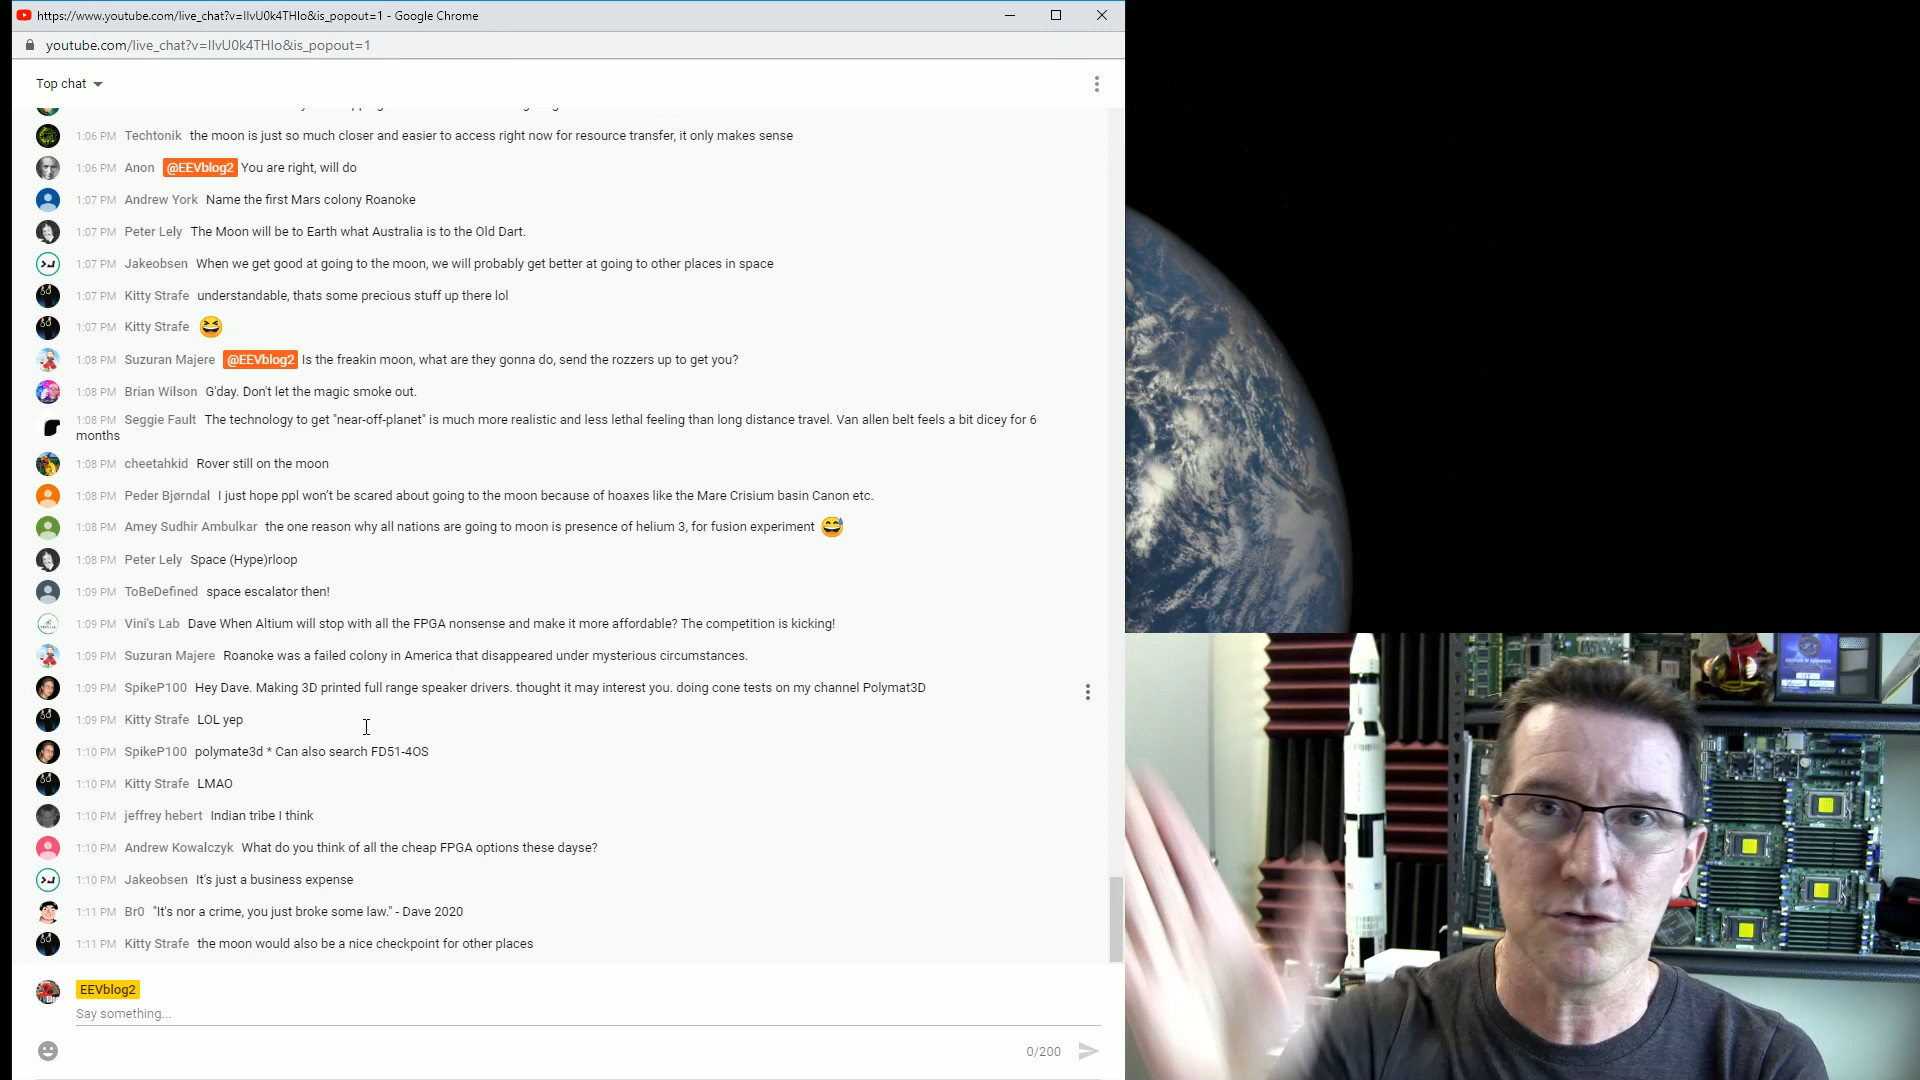 https://www.youtube.com/live_chat?v=IIvU0k4THIo&is_popout=1 - Google Chrome
youtube.com/live_chat?v=IIvU0k4THIo&is_popout=1
Top chat
1:06 PM Techtonik the moon is just so much closer and easier to access right now for resource transfer, it only makes sense
1:06 PM Anon @EEVblog2 You are right, will do
1:07 PM Andrew York Name the first Mars colony Roanoke
1:07 PM Peter Lely The Moon will be to Earth what Australia is to the Old Dart.
1:07 PM Jakeobsen When we get good at going to the moon, we will probably get better at going to other places in space
1:07 PM Kitty Strafe understandable, thats some precious stuff up there lol
1:07 PM Kitty Strafe 😆
1:08 PM Suzuran Majere @EEVblog2 Is the freakin moon, what are they gonna do, send the rozzers up to get you?
1:08 PM Brian Wilson G'day. Don't let the magic smoke out.
1:08 PM Seggie Fault The technology to get "near-off-planet" is much more realistic and less lethal feeling than long distance travel. Van allen belt feels a bit dicey for 6
months
1:08 PM cheetahkid Rover still on the moon
1:08 PM Peder Bjørndal I just hope ppl won't be scared about going to the moon because of hoaxes like the Mare Crisium basin Canon etc.
1:08 PM Amey Sudhir Ambulkar the one reason why all nations are going to moon is presence of helium 3, for fusion experiment 😅
1:08 PM Peter Lely Space (Hype)rloop
1:09 PM ToBeDefined space escalator then!
1:09 PM Vini's Lab Dave When Altium will stop with all the FPGA nonsense and make it more affordable? The competition is kicking!
1:09 PM Suzuran Majere Roanoke was a failed colony in America that disappeared under mysterious circumstances.
1:09 PM SpikeP100 Hey Dave. Making 3D printed full range speaker drivers. thought it may interest you. doing cone tests on my channel Polymat3D
1:09 PM Kitty Strafe LOL yep
1:10 PM SpikeP100 polymate3d * Can also search FD51-4OS
1:10 PM Kitty Strafe LMAO
1:10 PM jeffrey hebert Indian tribe I think
1:10 PM Andrew Kowalczyk What do you think of all the cheap FPGA options these dayse?
1:10 PM Jakeobsen It's just a business expense
1:11 PM Br0 "It's nor a crime, you just broke some law." - Dave 2020
1:11 PM Kitty Strafe the moon would also be a nice checkpoint for other places
EEVblog2
Say something...
0/200